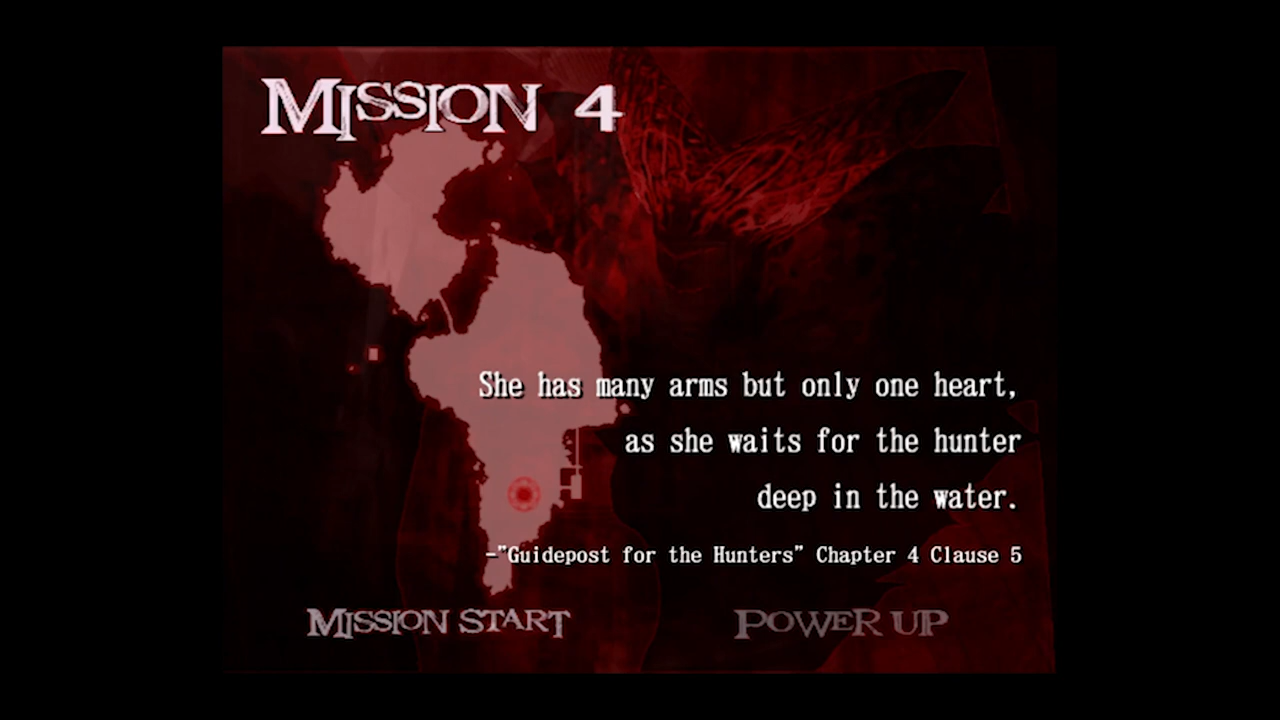 MISSION 4
She has many arms but only one heart,
as she waits for the hunter
deep in the water.
-"Guidepost for the Hunters" Chapter 4 Clause 5
MISSION START
POWER UP